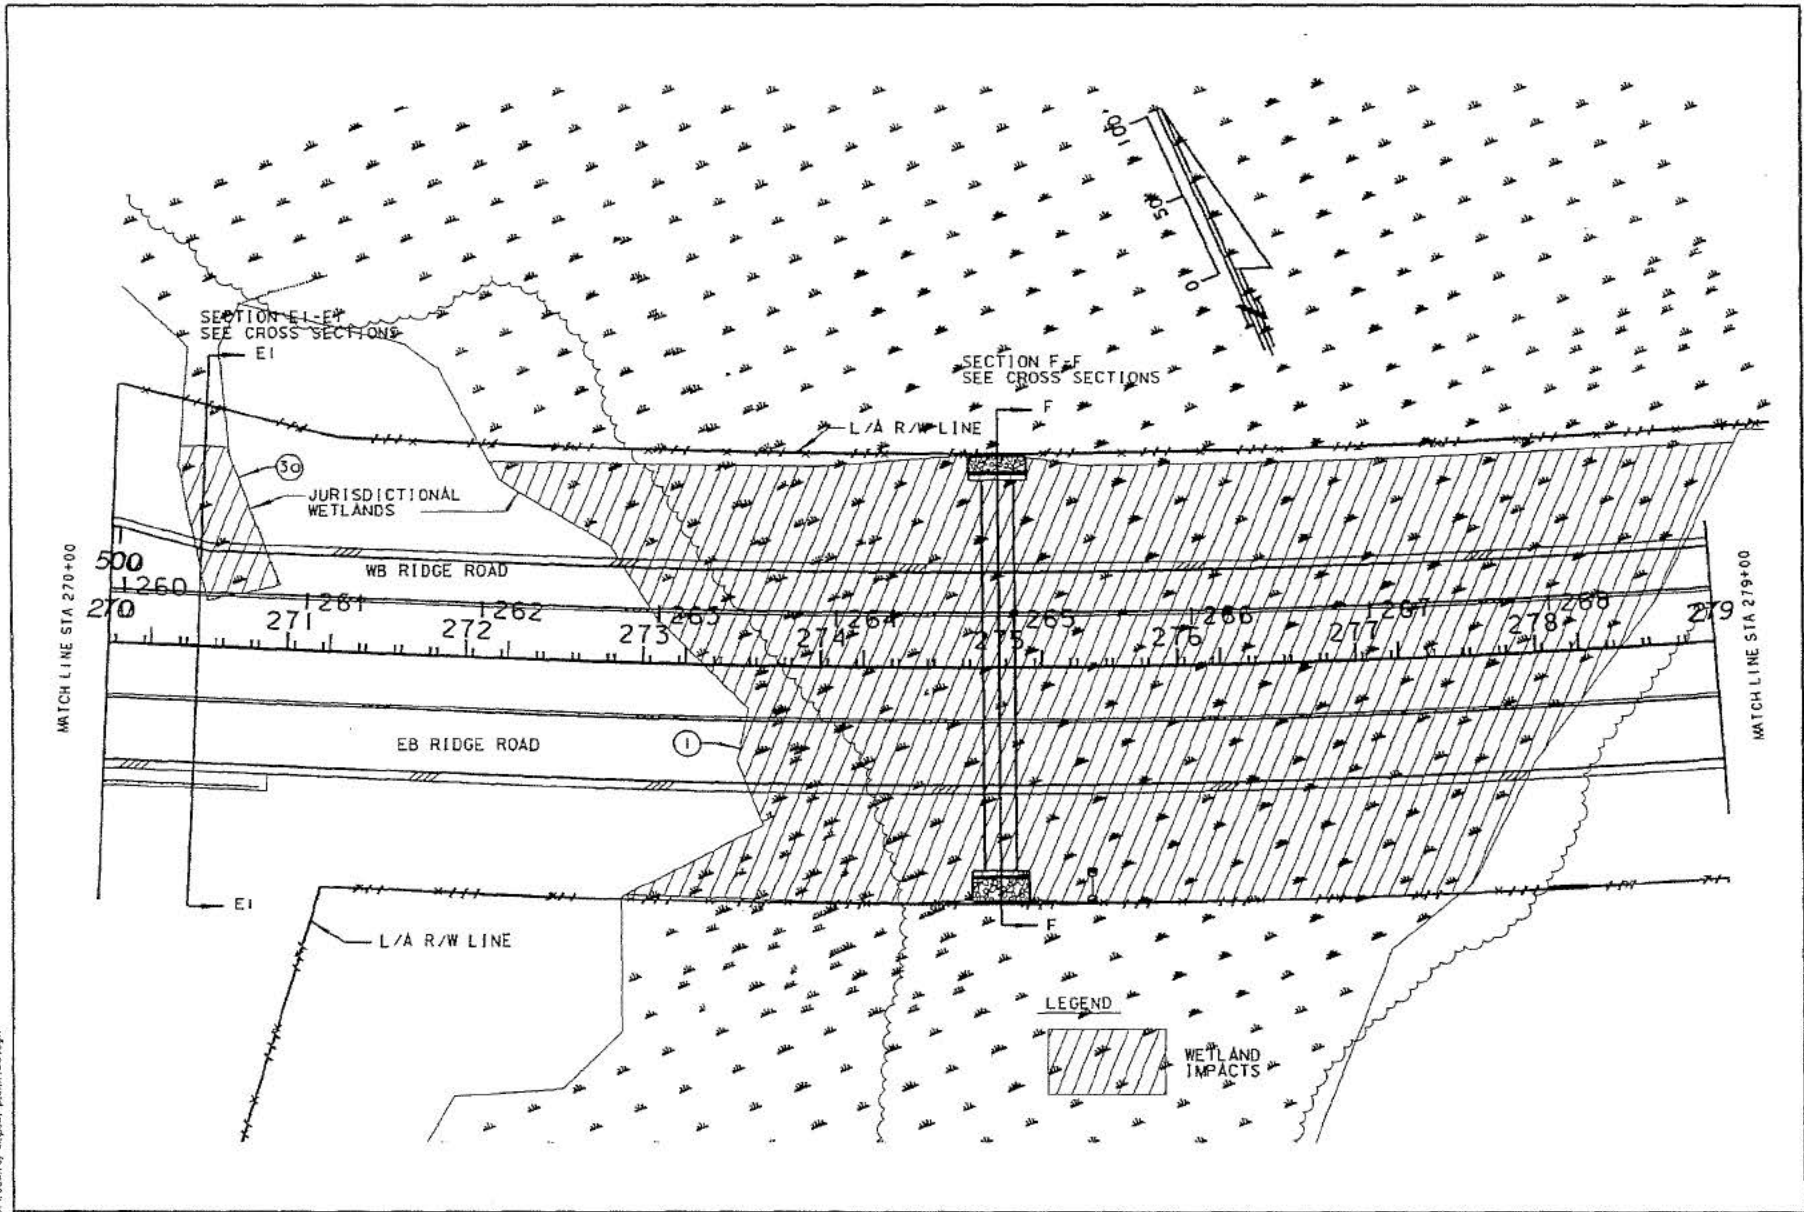 100'
50'
0
N
SECTION E1-E1
SEE CROSS SECTIONS
E1
SECTION F-F
SEE CROSS SECTIONS
F
L/A R/W LINE
3a
JURISDICTIONAL
WETLANDS
MATCH LINE STA 270+00
MATCH LINE STA 279+00
500
WB RIDGE ROAD
1260 1261 1262 1263 1264 1265 1266 1267 1268
270 271 272 273 274 275 276 277 278 279
EB RIDGE ROAD
1
E1
L/A R/W LINE
F
LEGEND
WETLAND
IMPACTS